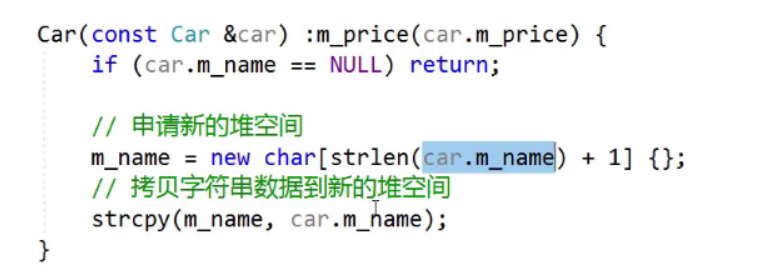 Car(const Car &car) :m_price(car.m_price) {
if (car.m_name == NULL) return;
// 申请新的堆空间
m_name = new char[strlen(car.m_name) + 1] {};
// 拷贝字符串数据到新的堆空间
strcpy(m_name, car.m_name);
}